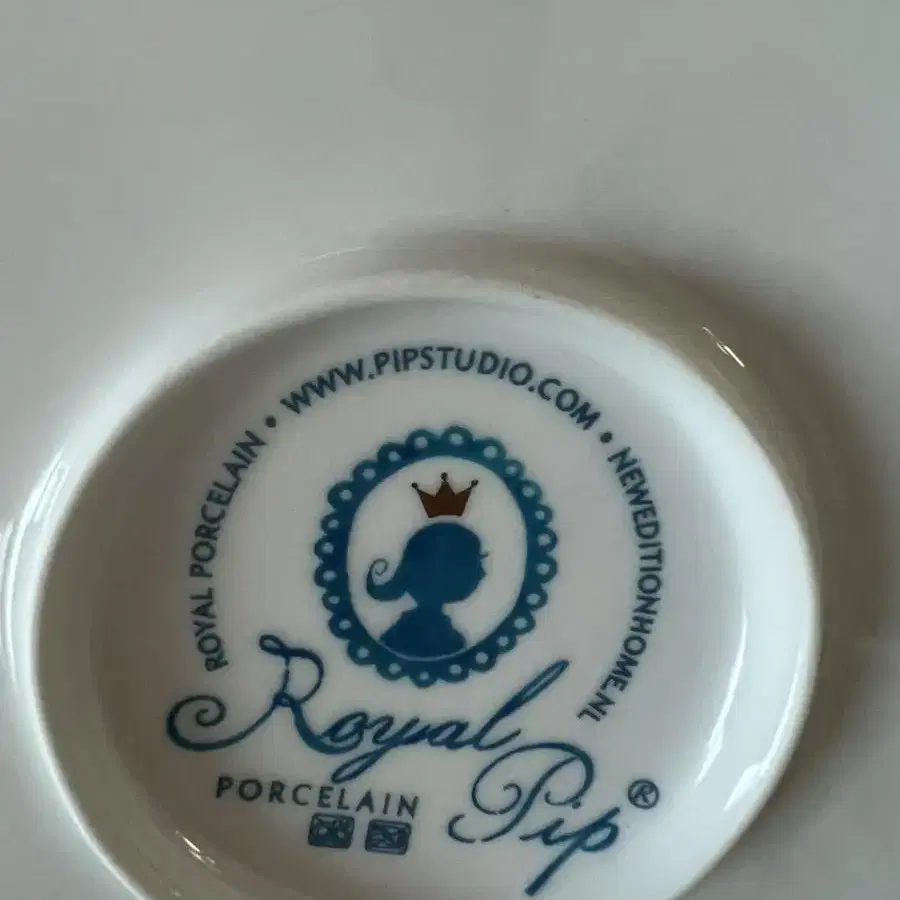 ROYAL PORCELAIN • WWW.PIPSTUDIO.COM • NEWEDITIONHOME.NL
Royal
Pip®
PORCELAIN